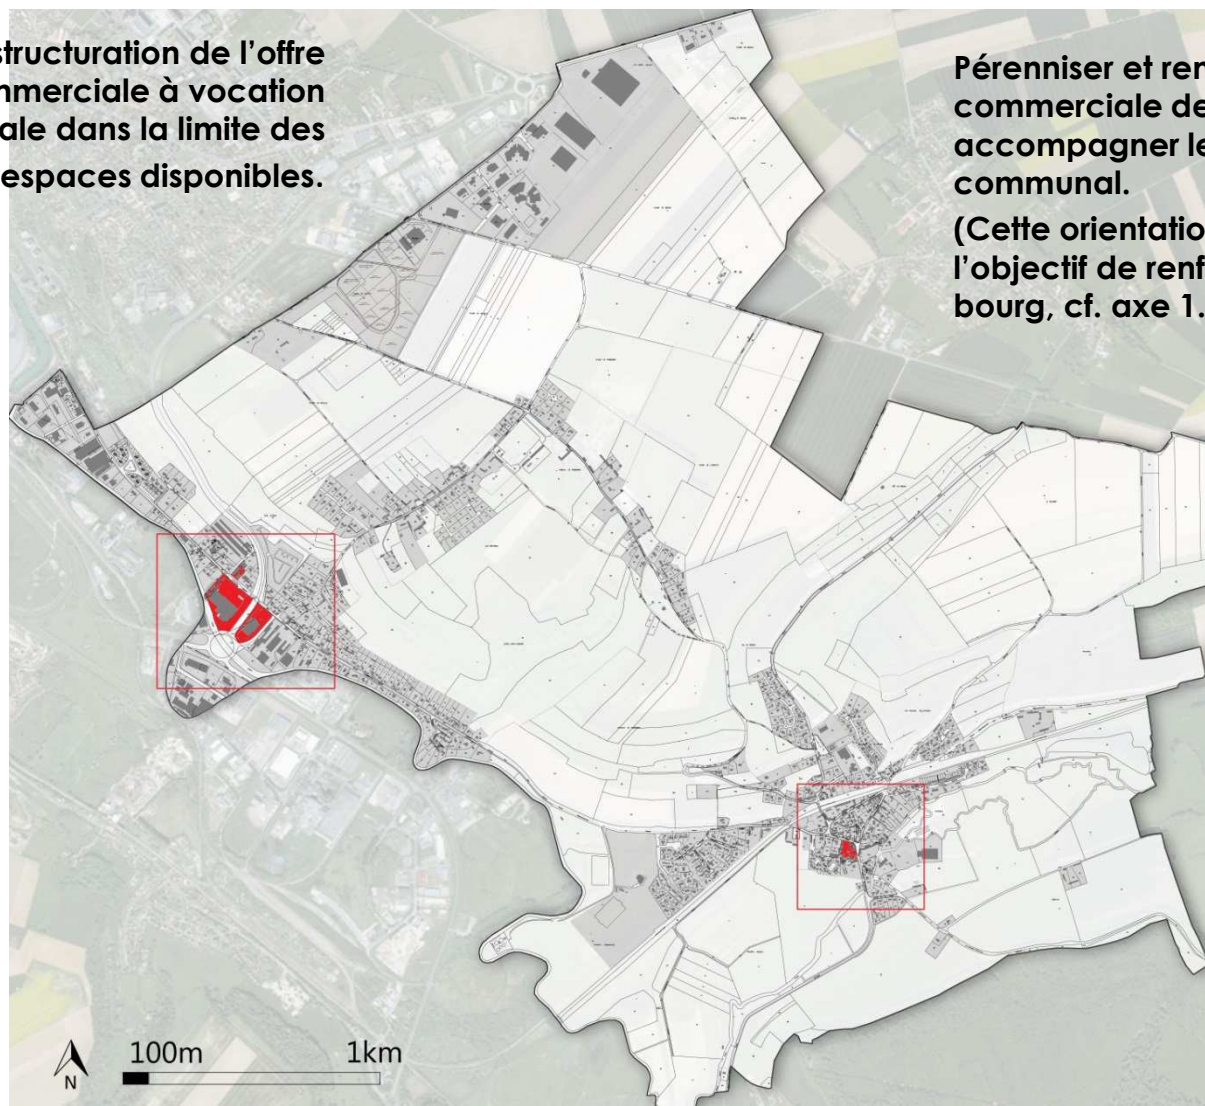 structuration de l’offre
mmerciale à vocation
ale dans la limite des
espaces disponibles.
Pérenniser et ren
commerciale de
accompagner le
communal.
(Cette orientatio
l’objectif de renf
bourg, cf. axe 1.
100m 1km
N